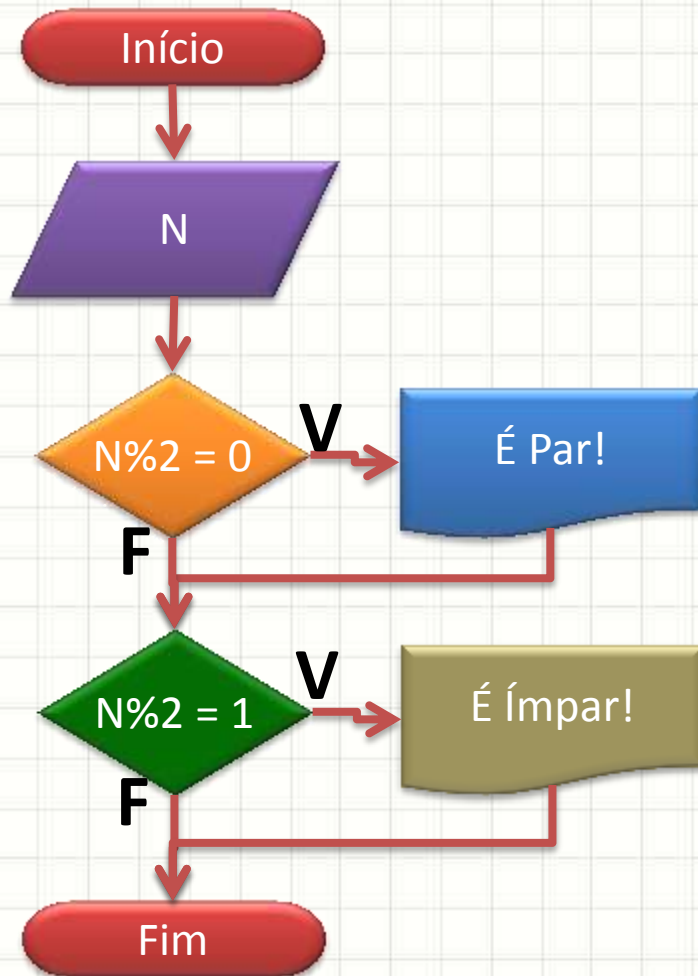 Início
N
N%2 = 0
V
É Par!
F
N%2 = 1
V
É Ímpar!
F
Fim